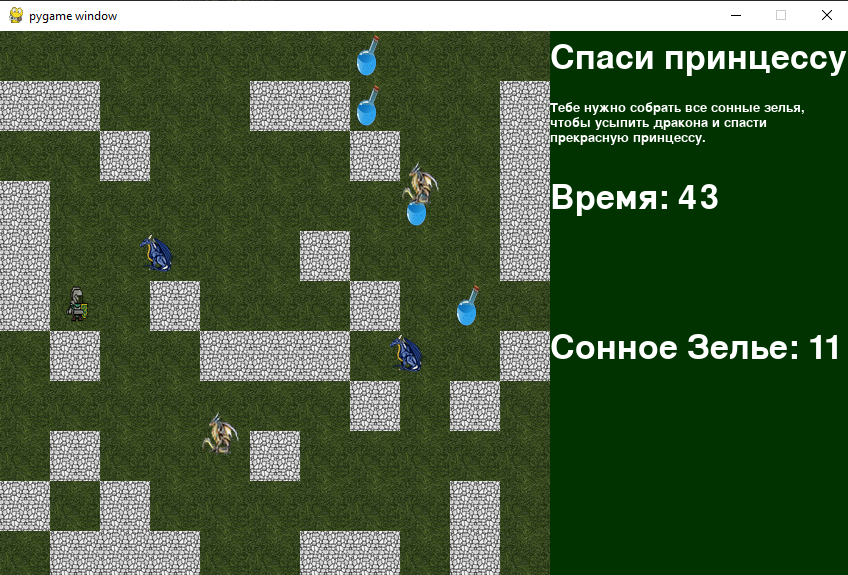 pygame window
Спаси принцессу
Тебе нужно собрать все сонные зелья,
чтобы усыпить дракона и спасти
прекрасную принцессу.
Время: 43
Сонное Зелье: 11